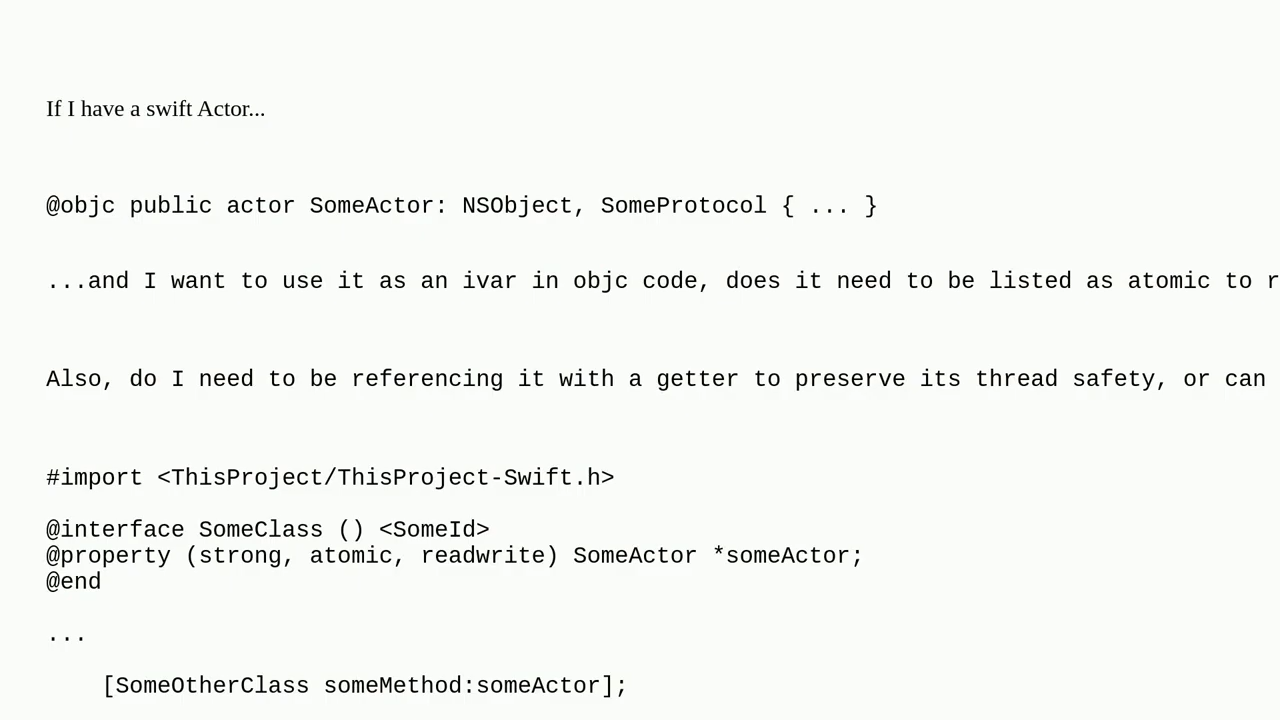 If I have a swift Actor...
@objc public actor SomeActor: NSObject, SomeProtocol { ... }
...and I want to use it as an ivar in objc code, does it need to be listed as atomic to
Also, do I need to be referencing it with a getter to preserve its thread safety, or can
#import <ThisProject/ThisProject-Swift.h>
@interface SomeClass () <SomeId>
@property (strong, atomic, readwrite) SomeActor *someActor;
@end
...
[SomeOtherClass someMethod:someActor];